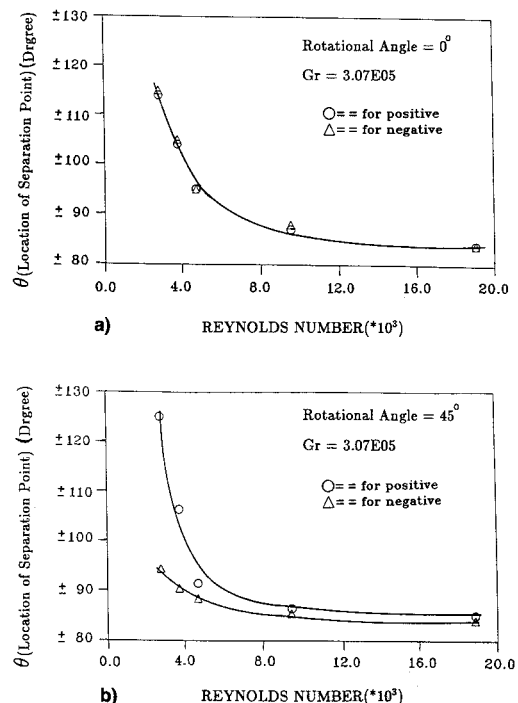 θ(Location of Separation Point)(Drgree)
±130
±120
±110
±100
± 90
± 80
Rotational Angle = 0°
Gr = 3.07E05
○== for positive
△== for negative
0.0 4.0 8.0 12.0 16.0 20.0
a) REYNOLDS NUMBER(*10³)
θ(Location of Separation Point) (Drgree)
±130
±120
±110
±100
± 90
± 80
Rotational Angle = 45°
Gr = 3.07E05
○== for positive
△== for negative
0.0 4.0 8.0 12.0 16.0 20.0
b) REYNOLDS NUMBER(*10³)